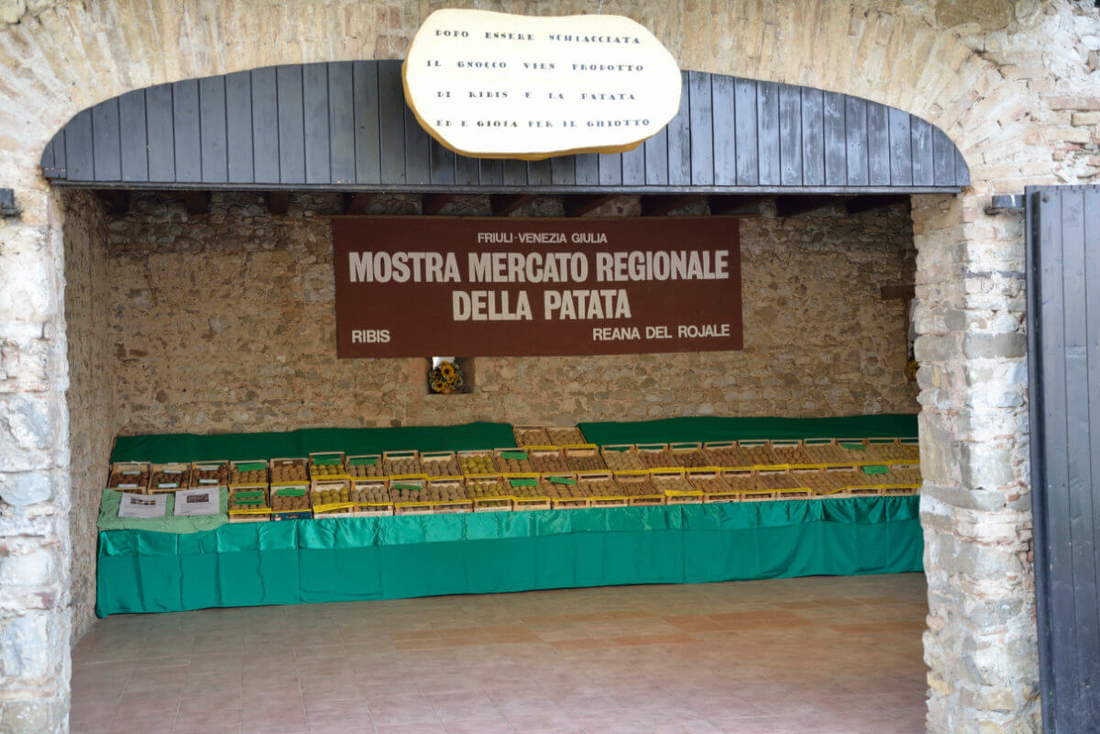 DOPO ESSERE SCHIACCIATA
IL GNOCCO VIEN PRODOTTO
DI RIBIS E LA PATATA
ED E GIOIA PER IL GHIOTTO
FRIULI-VENEZIA GIULIA
MOSTRA MERCATO REGIONALE
DELLA PATATA
RIBIS
REANA DEL ROJALE